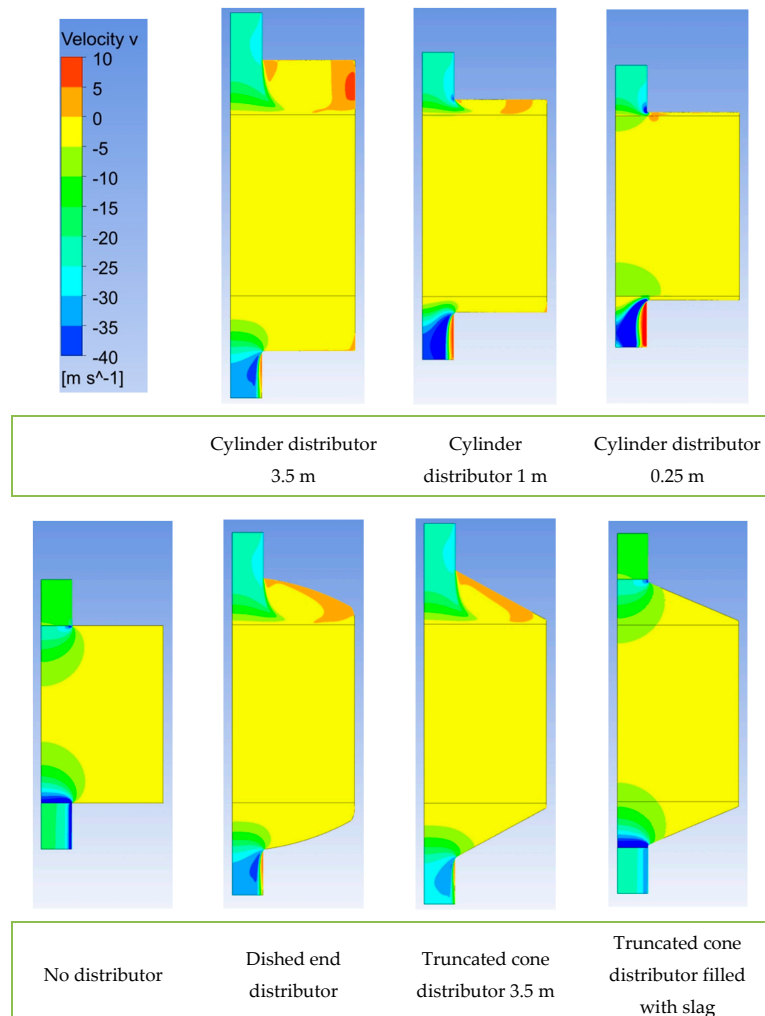 Velocity v
10
5
0
-5
-10
-15
-20
-25
-30
-35
-40
[m s^-1]
Cylinder distributor
3.5 m
Cylinder
distributor 1 m
Cylinder distributor
0.25 m
No distributor
Dished end
distributor
Truncated cone
distributor 3.5 m
Truncated cone
distributor filled
with slag